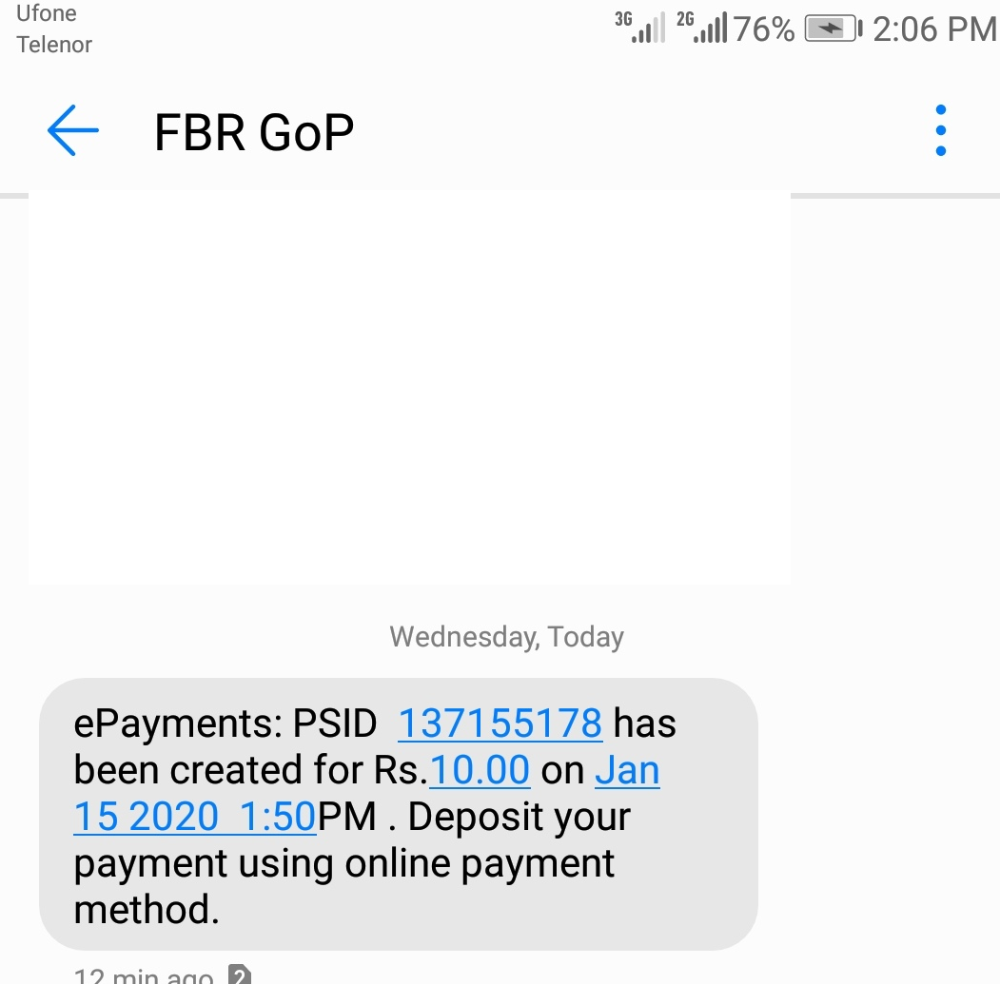 Ufone
Telenor
3G 2G 76% 2:06 PM
FBR GoP
Wednesday, Today
ePayments: PSID  137155178 has
been created for Rs.10.00 on Jan
15 2020  1:50PM . Deposit your
payment using online payment
method.
12 min ago 2